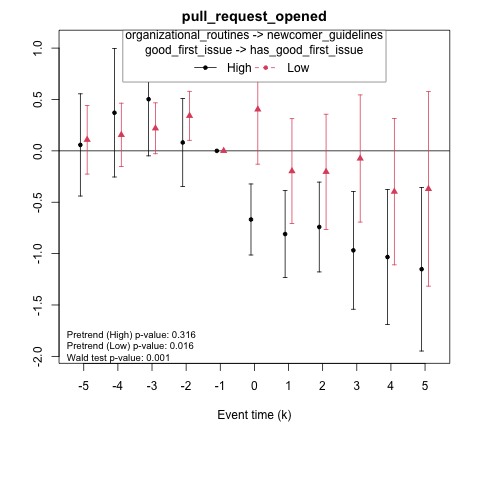 pull_request_opened
organizational_routines -> newcomer_guidelines
good_first_issue -> has_good_first_issue
High Low
1.0
0.5
0.0
-0.5
-1.0
-1.5
-2.0
Pretrend (High) p-value: 0.316
Pretrend (Low) p-value: 0.016
Wald test p-value: 0.001
-5 -4 -3 -2 -1 0 1 2 3 4 5
Event time (k)